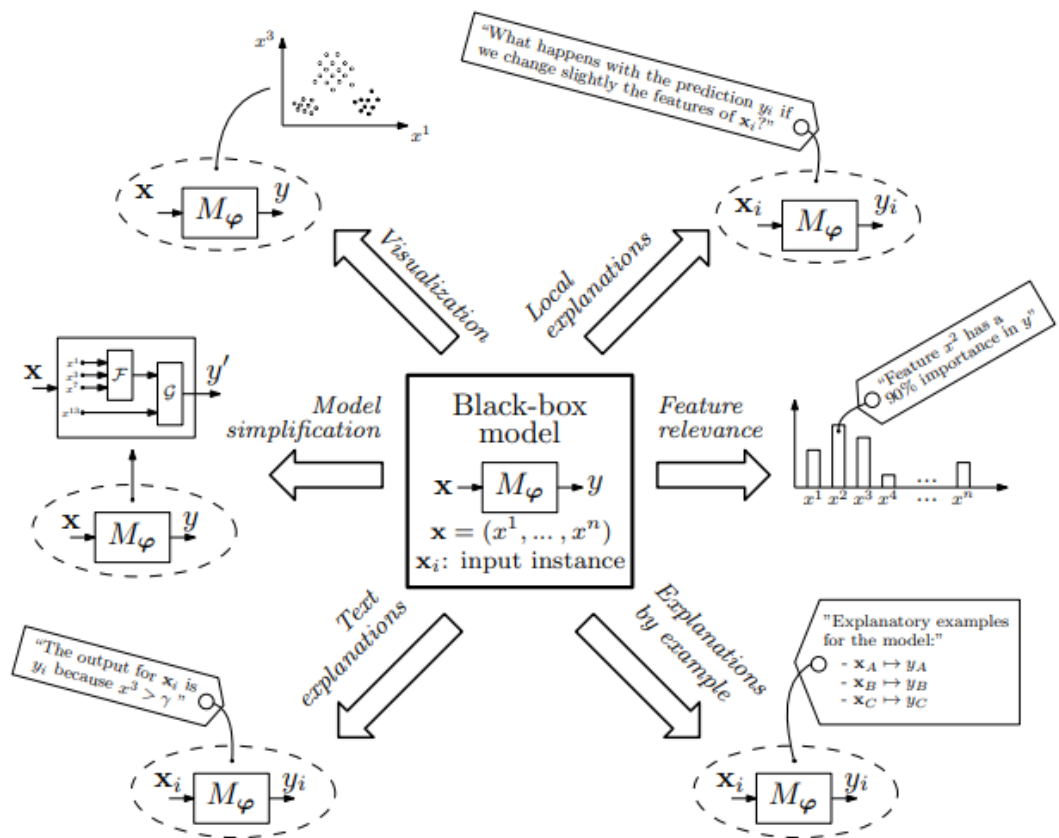 x³
x¹
x
M_φ
y
Visualization
“What happens with the prediction yᵢ if
we change slightly the features of xᵢ?”
xᵢ
M_φ
yᵢ
Local
explanations
x
x¹
x³
x⁷
x¹³
F
G
y′
x
M_φ
y
Model
simplification
Black-box
model
x
M_φ
y
x = (x¹, ... , xⁿ)
xᵢ: input instance
Feature
relevance
“Feature x² has a
90% importance in y”
x¹ x² x³ x⁴ ... xⁿ
...
“The output for xᵢ is
yᵢ because x³ > γ”
xᵢ
M_φ
yᵢ
Text
explanations
Explanations
by example
”Explanatory examples
for the model:”
- x_A ↦ y_A
- x_B ↦ y_B
- x_C ↦ y_C
xᵢ
M_φ
yᵢ